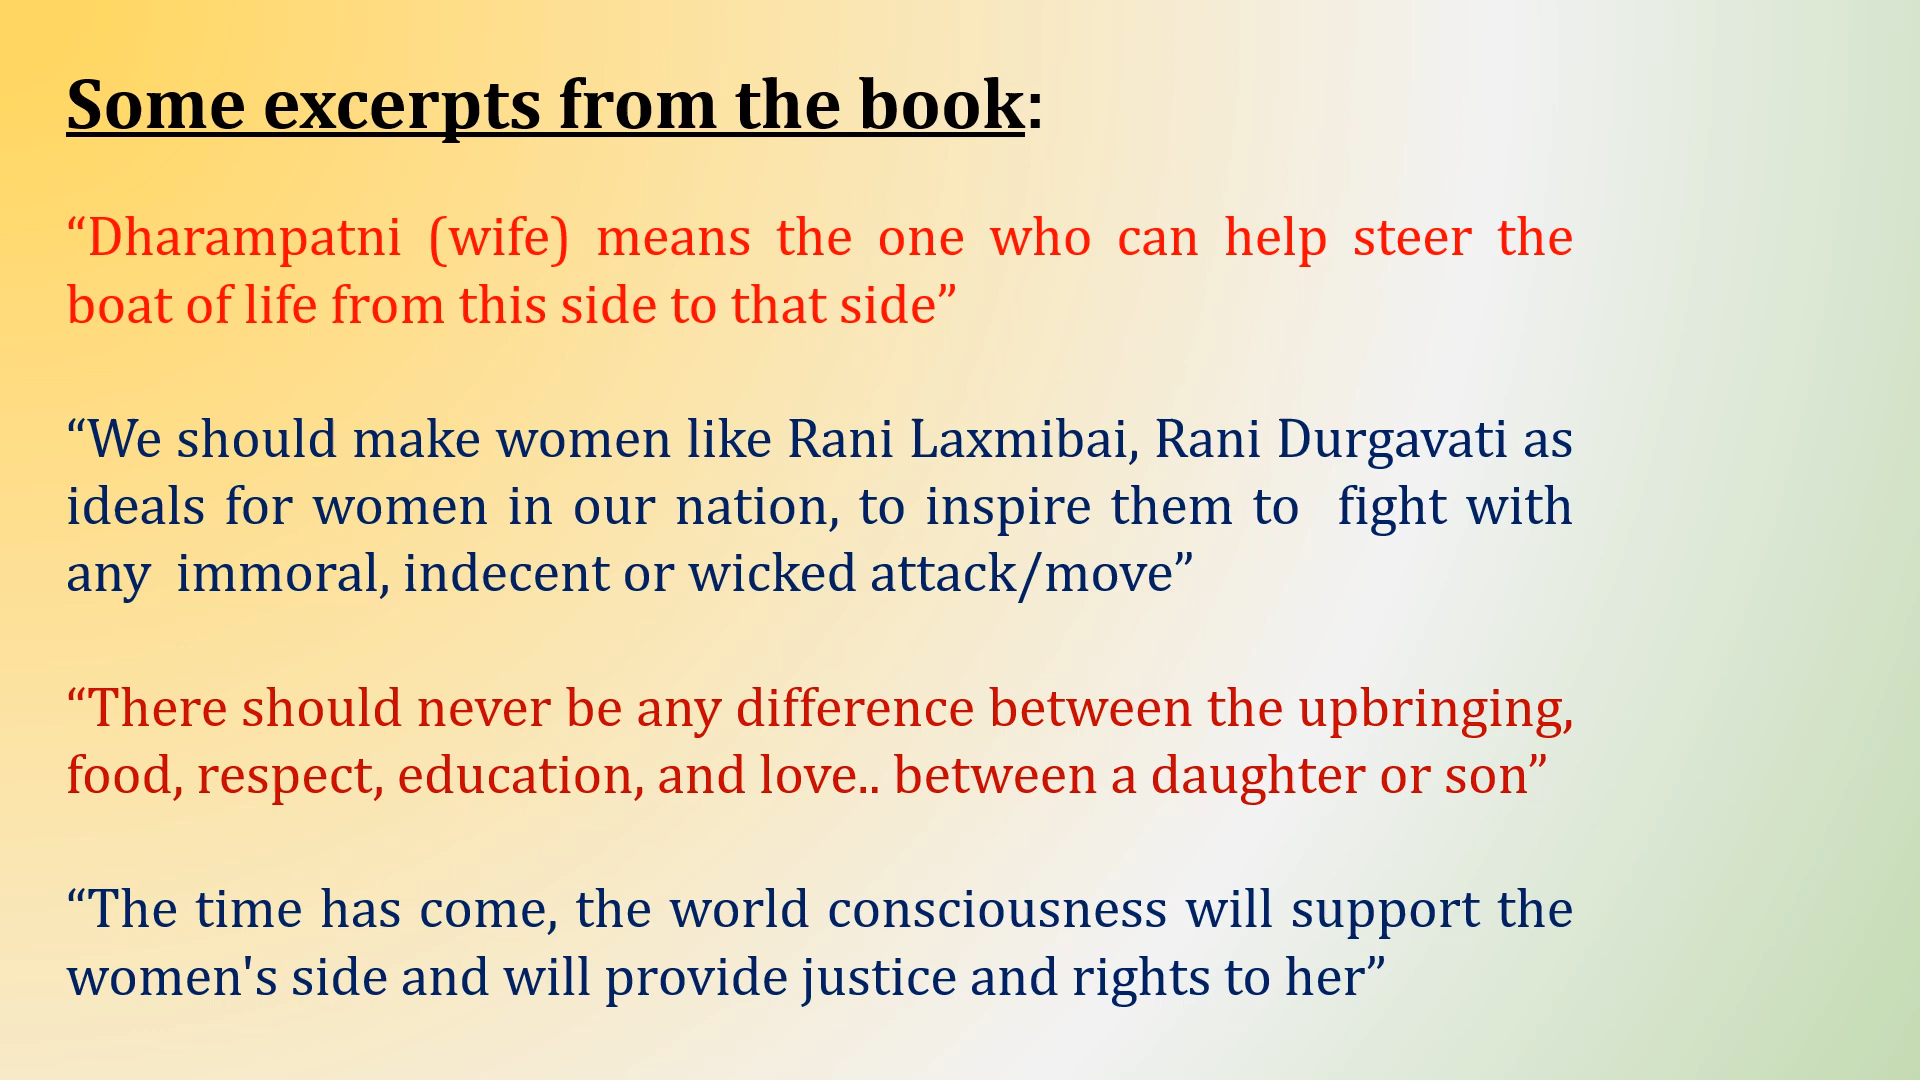 Some excerpts from the book:
“Dharampatni (wife) means the one who can help steer the
boat of life from this side to that side”
“We should make women like Rani Laxmibai, Rani Durgavati as
ideals for women in our nation, to inspire them to  fight with
any  immoral, indecent or wicked attack/move”
“There should never be any difference between the upbringing,
food, respect, education, and love.. between a daughter or son”
“The time has come, the world consciousness will support the
women's side and will provide justice and rights to her”